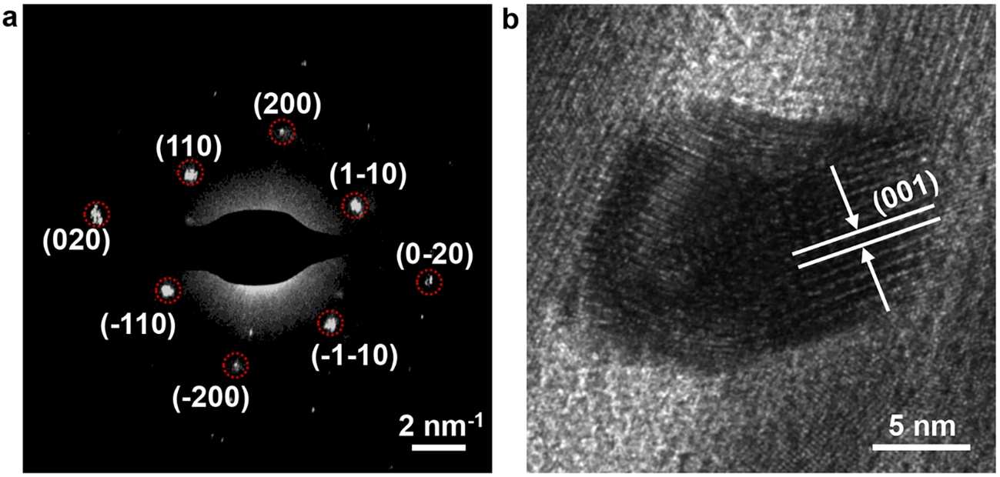 a
b
(200)
(110)
(1-10)
(001)
(020)
(0-20)
(-110)
(-1-10)
(-200)
2 nm-1
5 nm